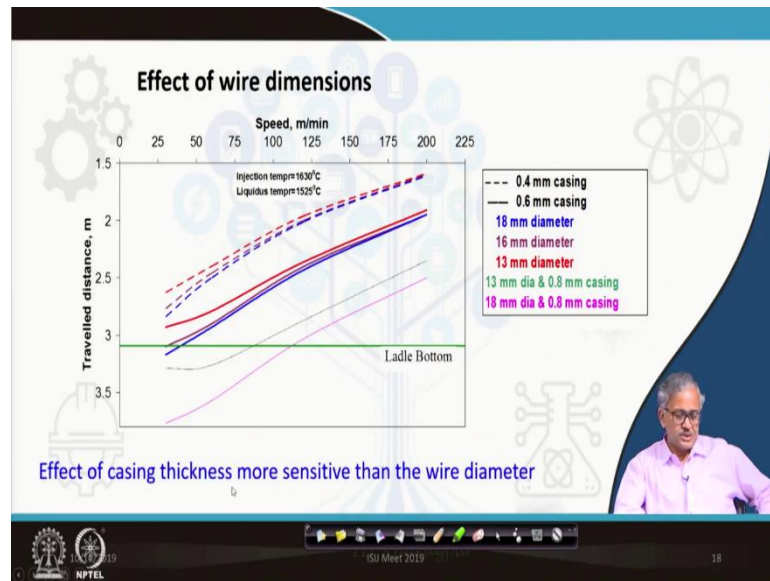 Effect of wire dimensions
Speed, m/min
0 25 50 75 100 125 150 175 200 225
1.5
Injection tempr=1630°C
Liquidus tempr=1525°C
2
2.5
3
3.5
Travelled distance, m
Ladle Bottom
0.4 mm casing
0.6 mm casing
18 mm diameter
16 mm diameter
13 mm diameter
13 mm dia & 0.8 mm casing
18 mm dia & 0.8 mm casing
Effect of casing thickness more sensitive than the wire diameter
NPTEL
ISIJ Meet 2019
18